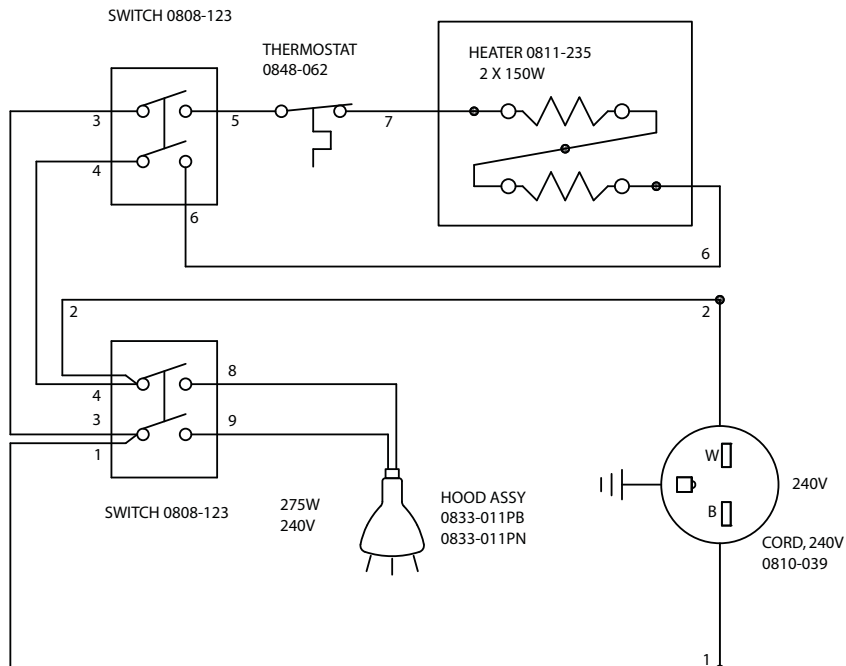 SWITCH 0808-123
THERMOSTAT
0848-062
HEATER 0811-235
2 X 150W
3
5
7
4
6
6
2
2
8
4
3
9
1
W
240V
B
SWITCH 0808-123
275W
240V
HOOD ASSY
0833-011PB
0833-011PN
CORD, 240V
0810-039
1